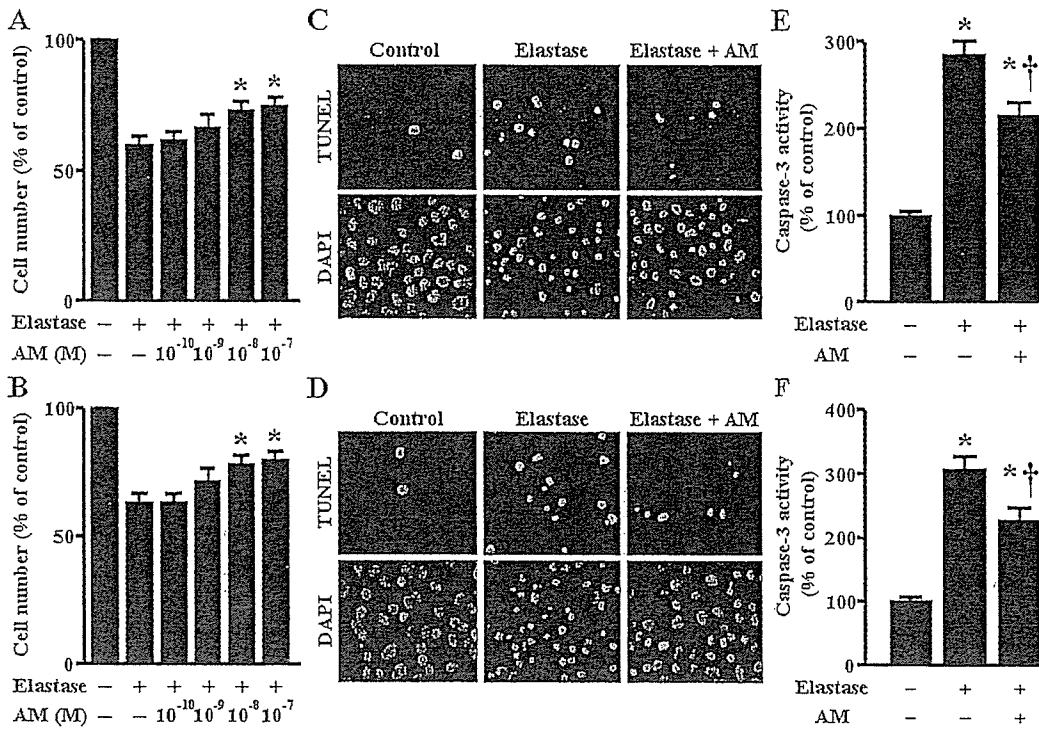 A
Cell number (% of control)
100
50
0
*
*
Elastase − + + + + +
AM (M) − − 10⁻¹⁰ 10⁻⁹ 10⁻⁸ 10⁻⁷
B
Cell number (% of control)
100
50
0
*
*
Elastase − + + + + +
AM (M) − − 10⁻¹⁰ 10⁻⁹ 10⁻⁸ 10⁻⁷
C
Control Elastase Elastase + AM
TUNEL
DAPI
D
Control Elastase Elastase + AM
TUNEL
DAPI
E
Caspase-3 activity
(% of control)
300
200
100
0
*
*†
Elastase − + +
AM − − +
F
Caspase-3 activity
(% of control)
400
300
200
100
0
*
*†
Elastase − + +
AM − − +